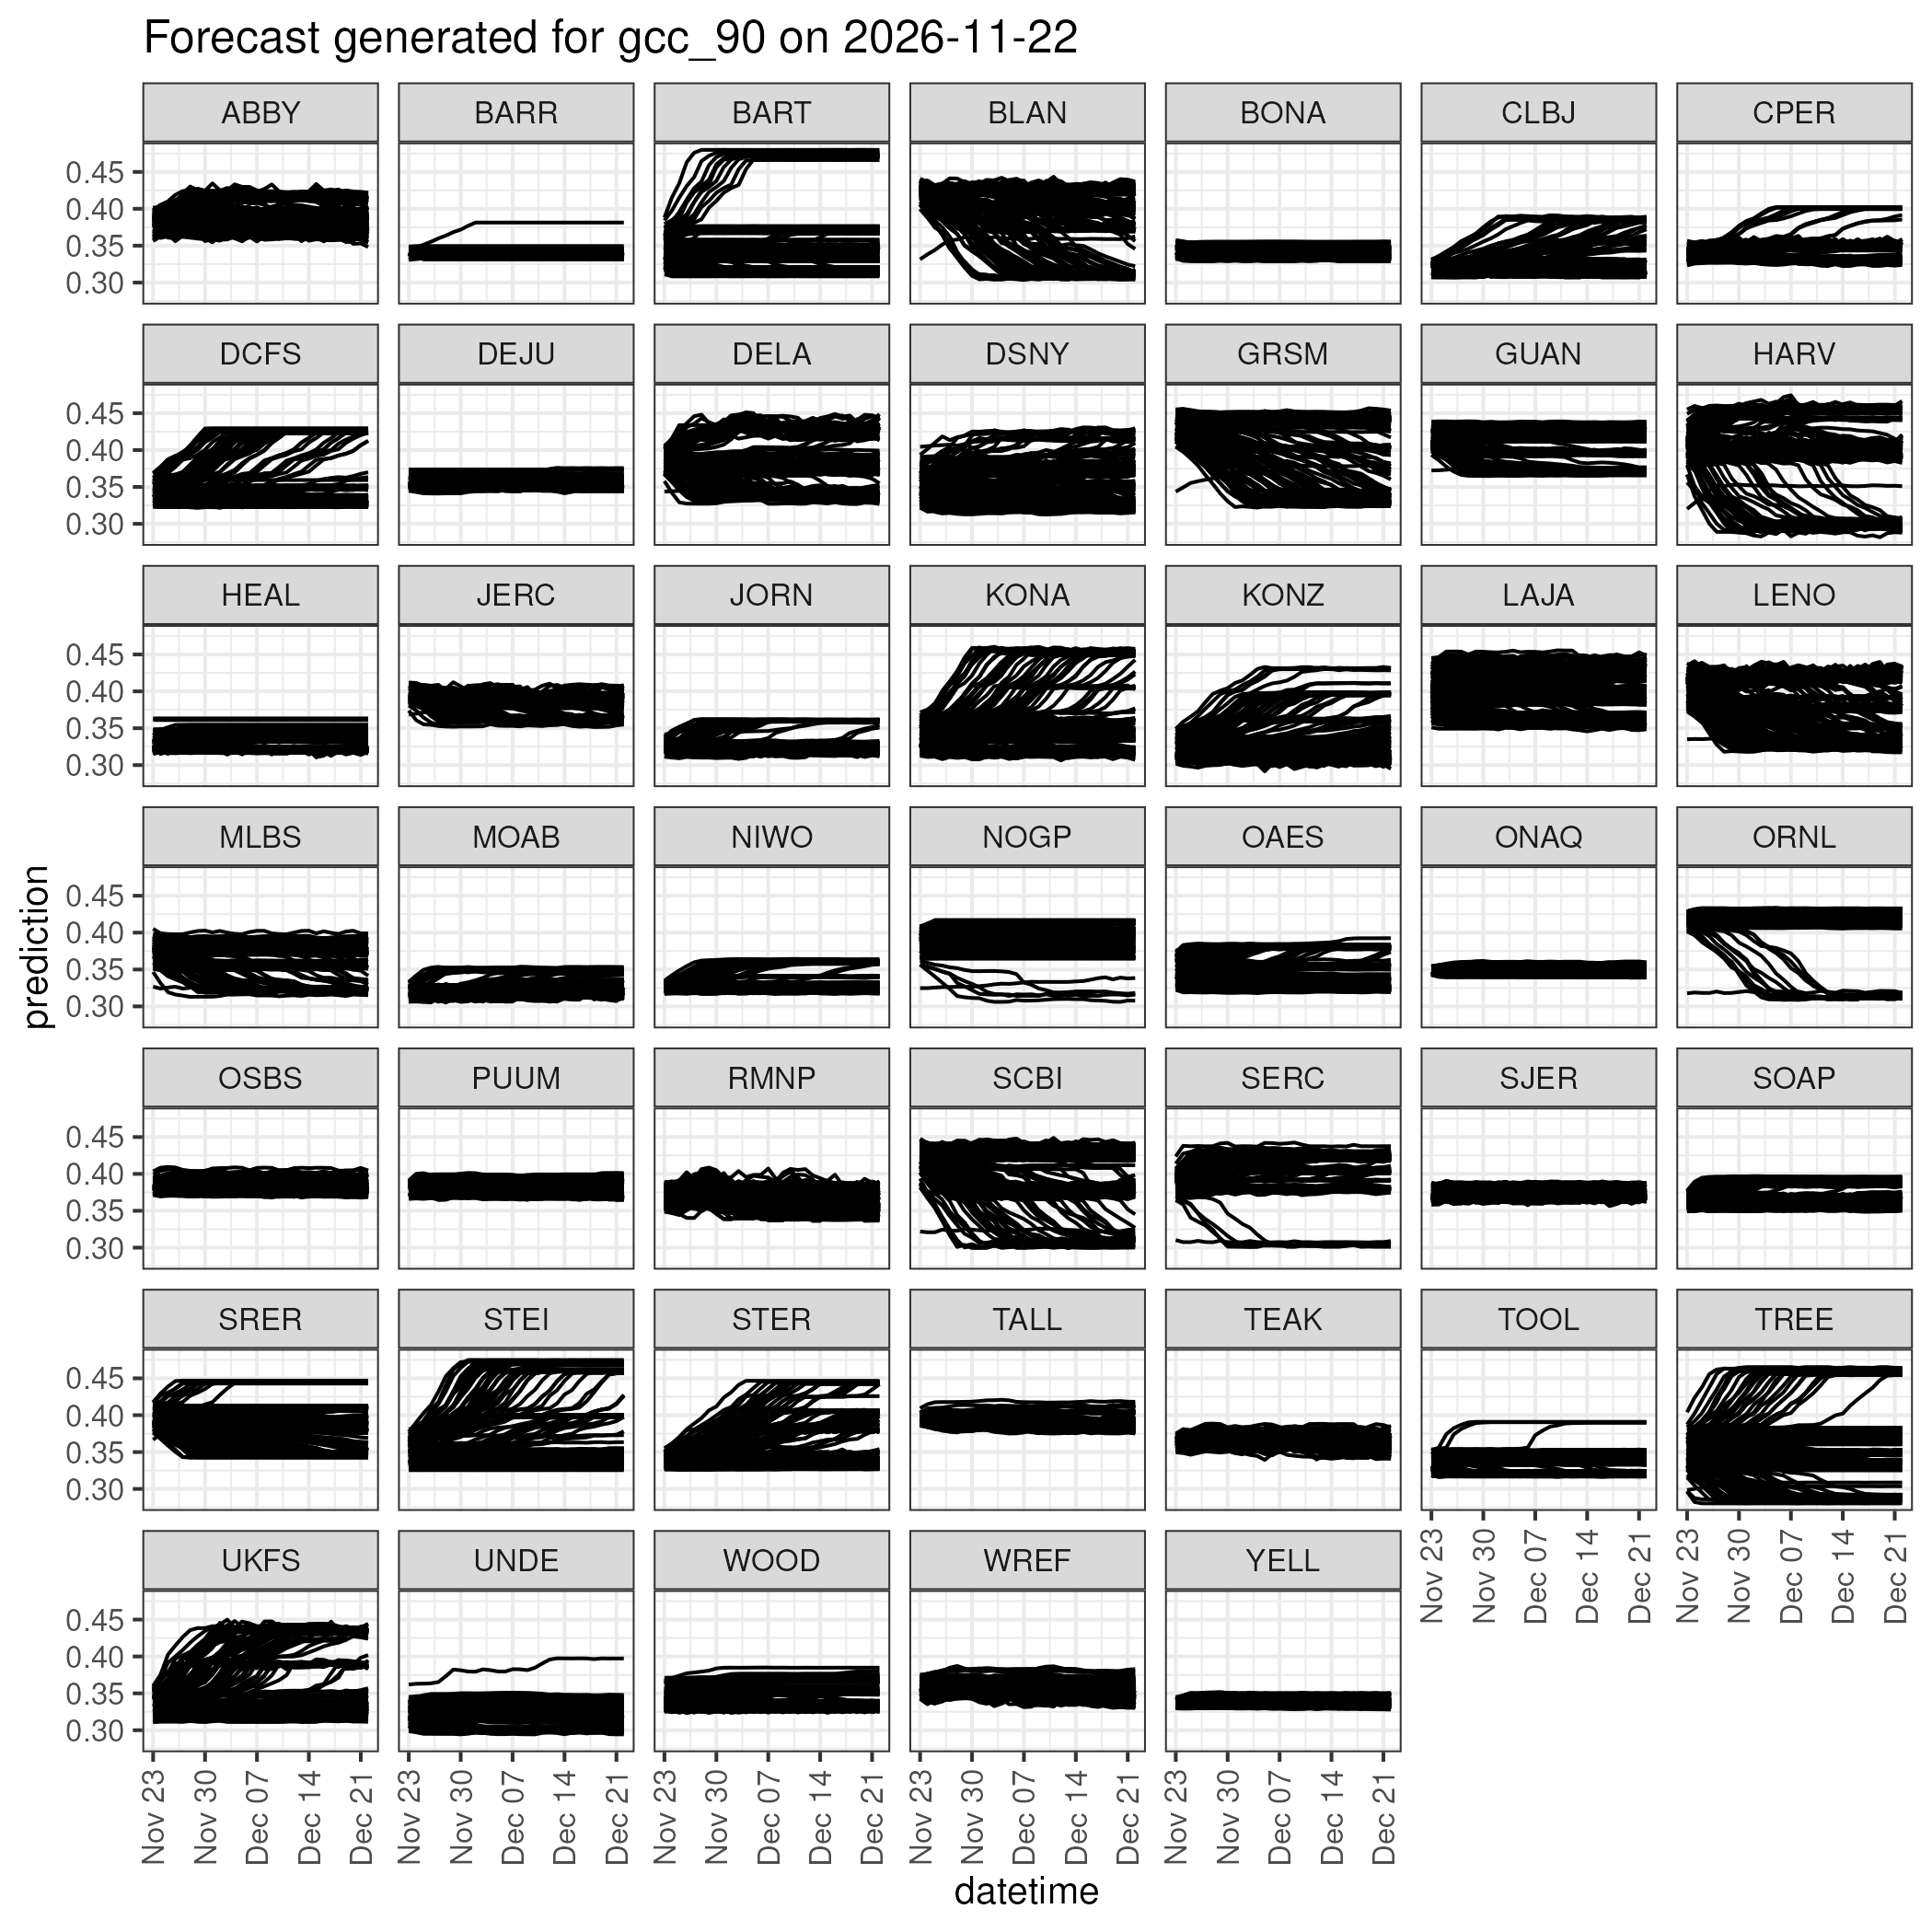 Forecast generated for gcc_90 on 2026-11-22
ABBY BARR BART BLAN BONA CLBJ CPER
0.45
0.40
0.35
0.30
DCFS DEJU DELA DSNY GRSM GUAN HARV
0.45
0.40
0.35
0.30
HEAL JERC JORN KONA KONZ LAJA LENO
0.45
0.40
0.35
0.30
MLBS MOAB NIWO NOGP OAES ONAQ ORNL
0.45
0.40
0.35
0.30
prediction
OSBS PUUM RMNP SCBI SERC SJER SOAP
0.45
0.40
0.35
0.30
SRER STEI STER TALL TEAK TOOL TREE
0.45
0.40
0.35
0.30
Nov 23 Nov 30 Dec 07 Dec 14 Dec 21 Nov 23 Nov 30 Dec 07 Dec 14 Dec 21
UKFS UNDE WOOD WREF YELL
0.45
0.40
0.35
0.30
Nov 23 Nov 30 Dec 07 Dec 14 Dec 21 Nov 23 Nov 30 Dec 07 Dec 14 Dec 21 Nov 23 Nov 30 Dec 07 Dec 14 Dec 21 Nov 23 Nov 30 Dec 07 Dec 14 Dec 21 Nov 23 Nov 30 Dec 07 Dec 14 Dec 21
datetime